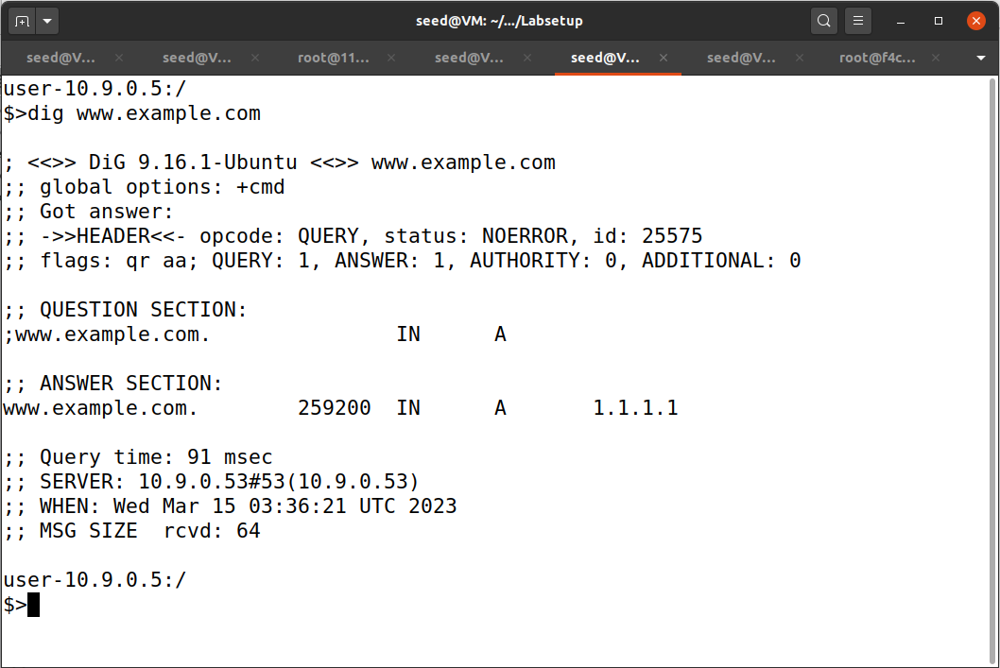 seed@VM: ~/.../Labsetup
seed@V... seed@V... root@11... seed@V... seed@V... seed@V... root@f4c...
user-10.9.0.5:/
$>dig www.example.com
; <<>> DiG 9.16.1-Ubuntu <<>> www.example.com
;; global options: +cmd
;; Got answer:
;; ->>HEADER<<- opcode: QUERY, status: NOERROR, id: 25575
;; flags: qr aa; QUERY: 1, ANSWER: 1, AUTHORITY: 0, ADDITIONAL: 0
;; QUESTION SECTION:
;www.example.com. IN A
;; ANSWER SECTION:
www.example.com. 259200 IN A 1.1.1.1
;; Query time: 91 msec
;; SERVER: 10.9.0.53#53(10.9.0.53)
;; WHEN: Wed Mar 15 03:36:21 UTC 2023
;; MSG SIZE  rcvd: 64
user-10.9.0.5:/
$>